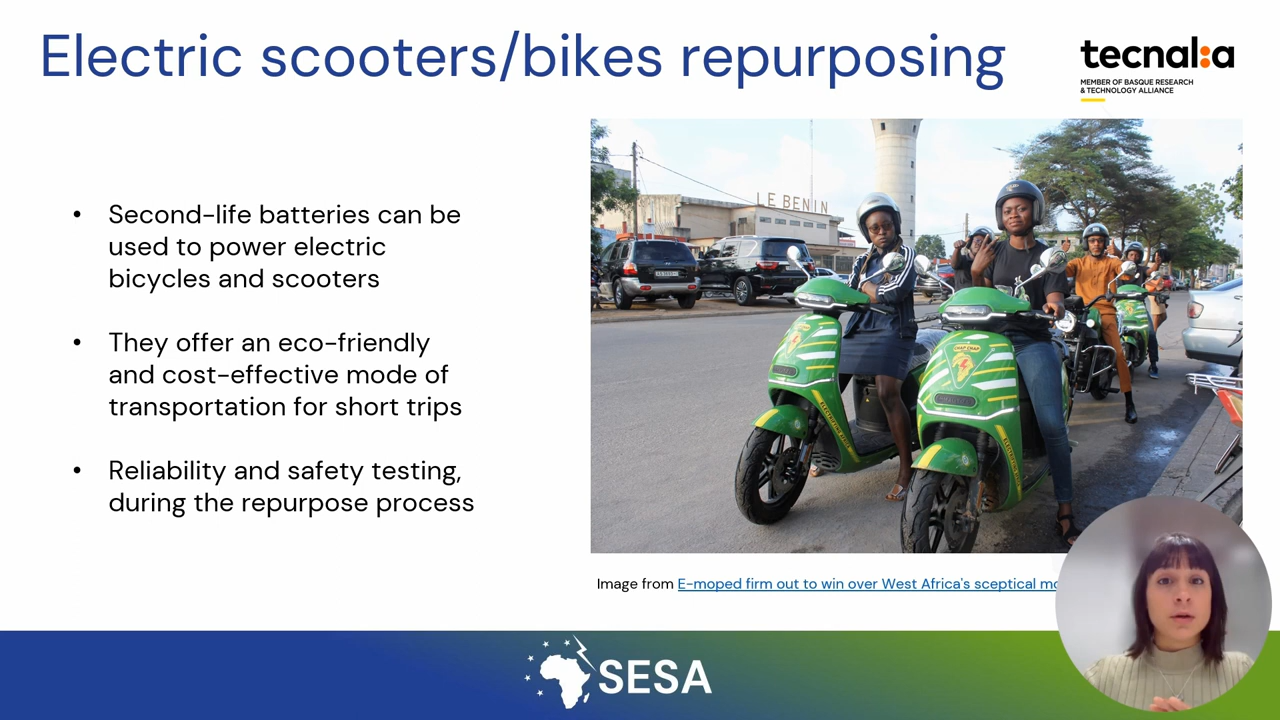 Electric scooters/bikes repurposing
tecnal:a
MEMBER OF BASQUE RESEARCH
& TECHNOLOGY ALLIANCE
• Second-life batteries can be
used to power electric
bicycles and scooters
• They offer an eco-friendly
and cost-effective mode of
transportation for short trips
• Reliability and safety testing,
during the repurpose process
LE BENIN
CHAP CHAP
Image from E-moped firm out to win over West Africa's sceptical
SESA